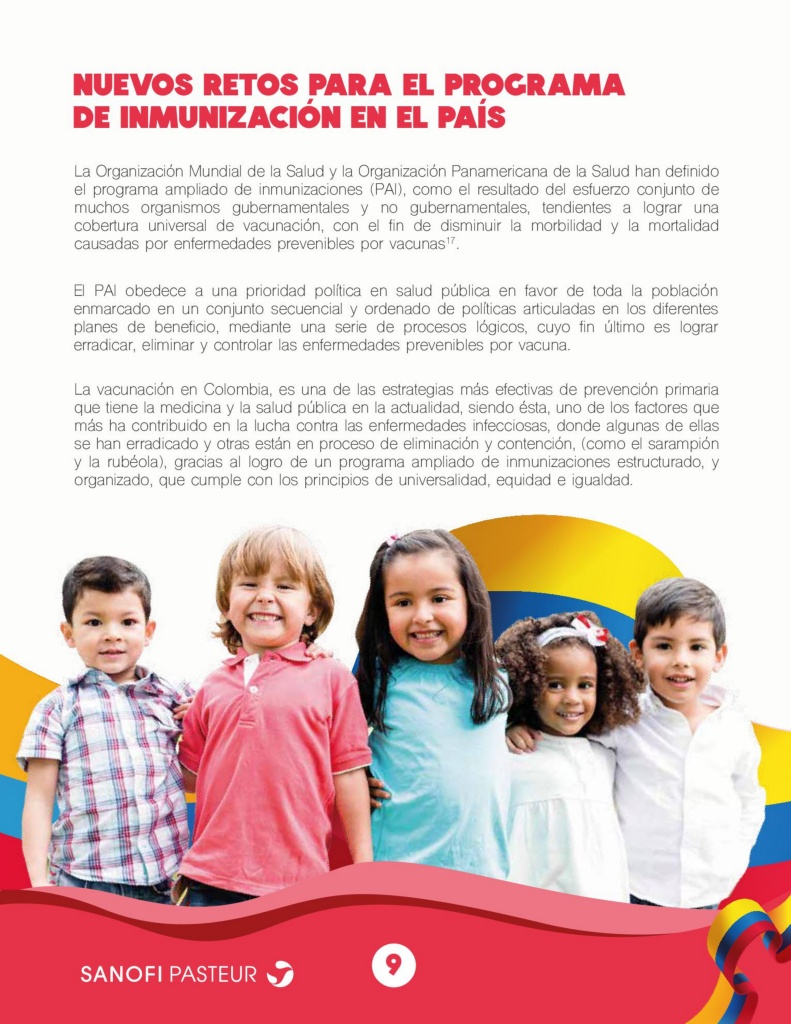 NUEVOS RETOS PARA EL PROGRAMA
DE INMUNIZACIÓN EN EL PAÍS
La Organización Mundial de la Salud y la Organización Panamericana de la Salud han definido
el programa ampliado de inmunizaciones (PAI), como el resultado del esfuerzo conjunto de
muchos organismos gubernamentales y no gubernamentales, tendientes a lograr una
cobertura universal de vacunación, con el fin de disminuir la morbilidad y la mortalidad
causadas por enfermedades prevenibles por vacunas¹⁷.
El PAI obedece a una prioridad política en salud pública en favor de toda la población
enmarcado en un conjunto secuencial y ordenado de políticas articuladas en los diferentes
planes de beneficio, mediante una serie de procesos lógicos, cuyo fin último es lograr
erradicar, eliminar y controlar las enfermedades prevenibles por vacuna.
La vacunación en Colombia, es una de las estrategias más efectivas de prevención primaria
que tiene la medicina y la salud pública en la actualidad, siendo ésta, uno de los factores que
más ha contribuido en la lucha contra las enfermedades infecciosas, donde algunas de ellas
se han erradicado y otras están en proceso de eliminación y contención, (como el sarampión
y la rubéola), gracias al logro de un programa ampliado de inmunizaciones estructurado, y
organizado, que cumple con los principios de universalidad, equidad e igualdad.
SANOFI PASTEUR
9